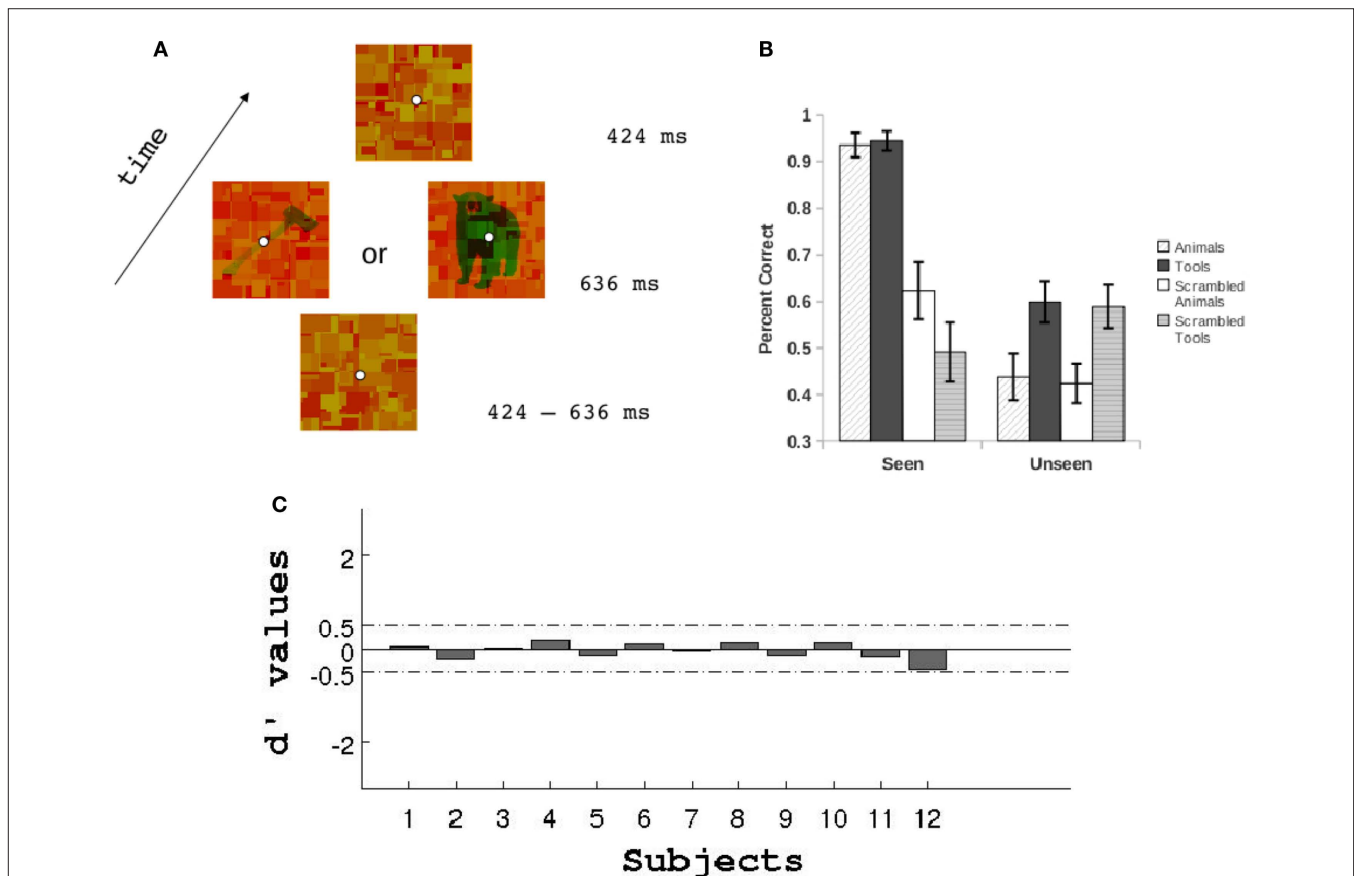 A
time
424 ms
or
636 ms
424 – 636 ms
B
Percent Correct
1
0.9
0.8
0.7
0.6
0.5
0.4
0.3
Seen
Unseen
Animals
Tools
Scrambled
Animals
Scrambled
Tools
C
d' values
2
0.5
0
-0.5
-2
1 2 3 4 5 6 7 8 9 10 11 12
Subjects